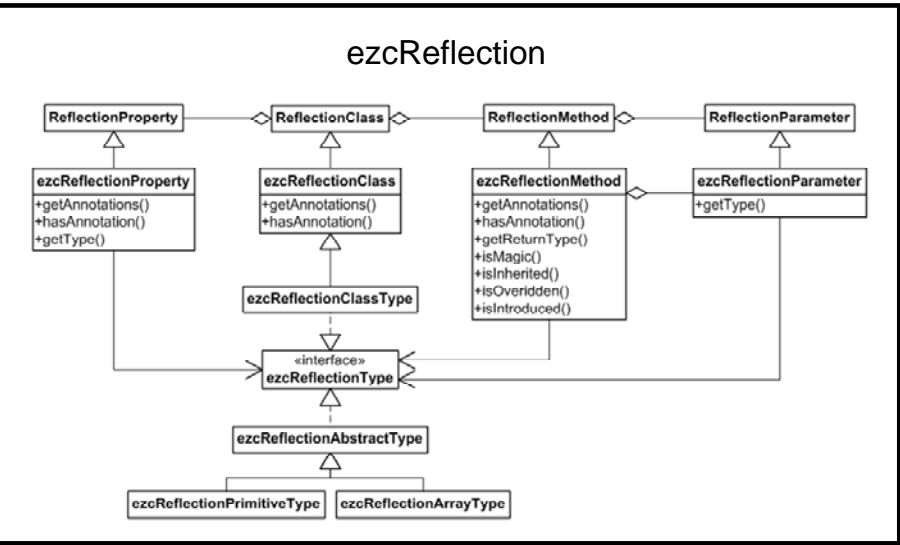 ezcReflection
ReflectionProperty
ReflectionClass
ReflectionMethod
ReflectionParameter
ezcReflectionProperty
+getAnnotations()
+hasAnnotation()
+getType()
ezcReflectionClass
+getAnnotations()
+hasAnnotation()
ezcReflectionMethod
+getAnnotations()
+hasAnnotation()
+getReturnType()
+isMagic()
+isInherited()
+isOveridden()
+isIntroduced()
ezcReflectionParameter
+getType()
ezcReflectionClassType
«interface»
ezcReflectionType
ezcReflectionAbstractType
ezcReflectionPrimitiveType
ezcReflectionArrayType